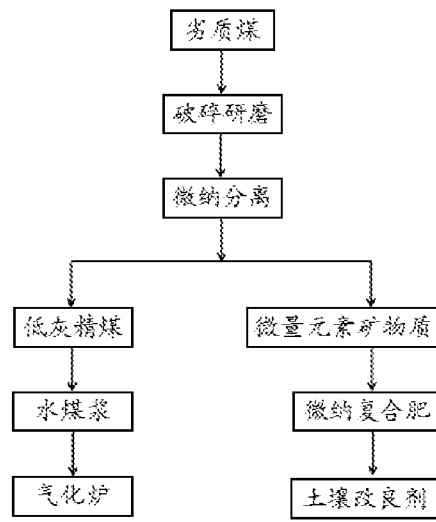 劣质煤
破碎研磨
微纳分离
低灰精煤
微量元素矿物质
水煤浆
微纳复合肥
气化炉
土壤改良剂